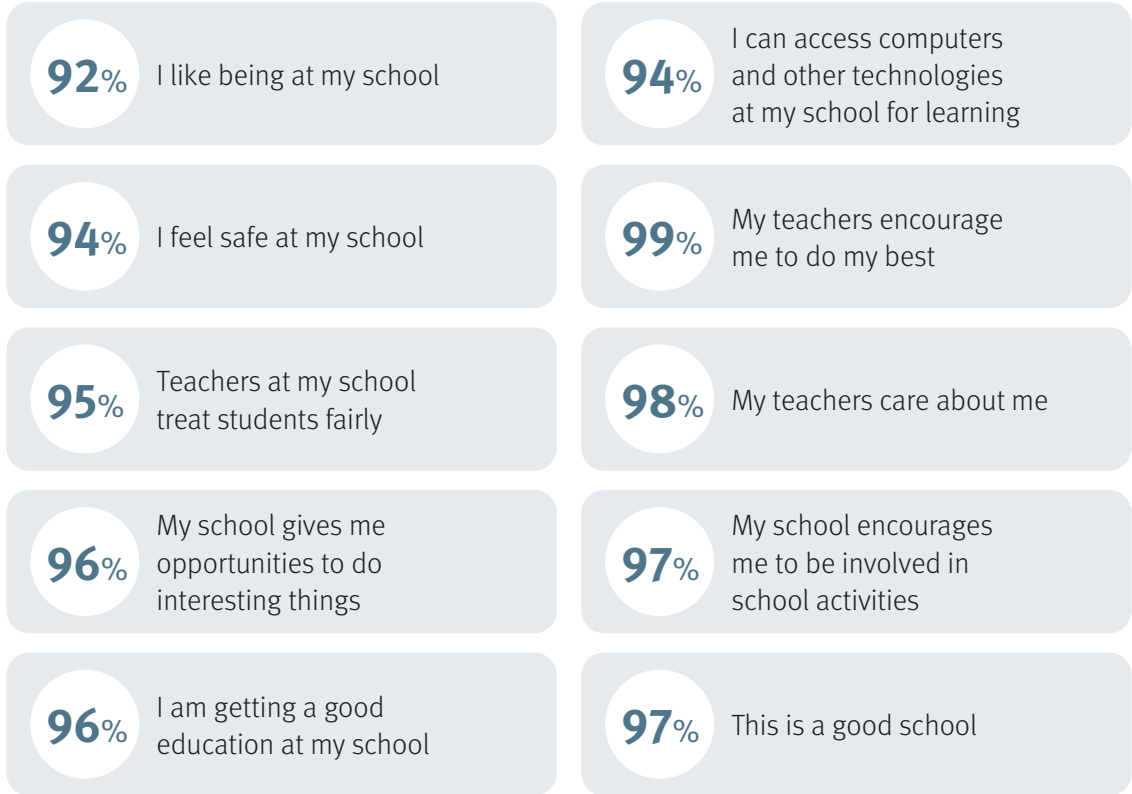 92%
I like being at my school
94%
I can access computers
and other technologies
at my school for learning
94%
I feel safe at my school
99%
My teachers encourage
me to do my best
95%
Teachers at my school
treat students fairly
98%
My teachers care about me
96%
My school gives me
opportunities to do
interesting things
97%
My school encourages
me to be involved in
school activities
96%
I am getting a good
education at my school
97%
This is a good school